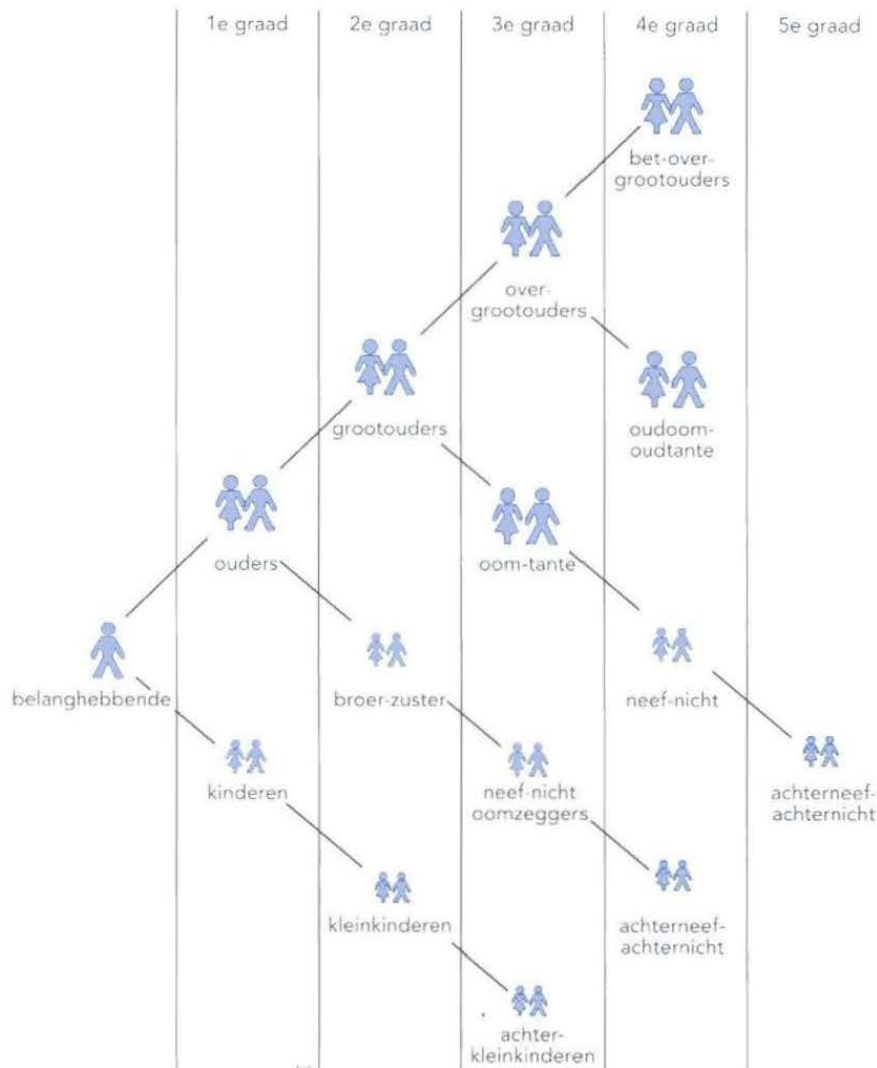 1e graad
2e graad
3e graad
4e graad
5e graad
bet-over-
grootouders
over-
grootouders
grootouders
oudoom-
oudtante
ouders
oom-tante
belanghebbende
broer-zuster
neef-nicht
kinderen
neef-nicht
oomzeggers
achterneef-
achternicht
kleinkinderen
achterneef-
achternicht
achter-
kleinkinderen